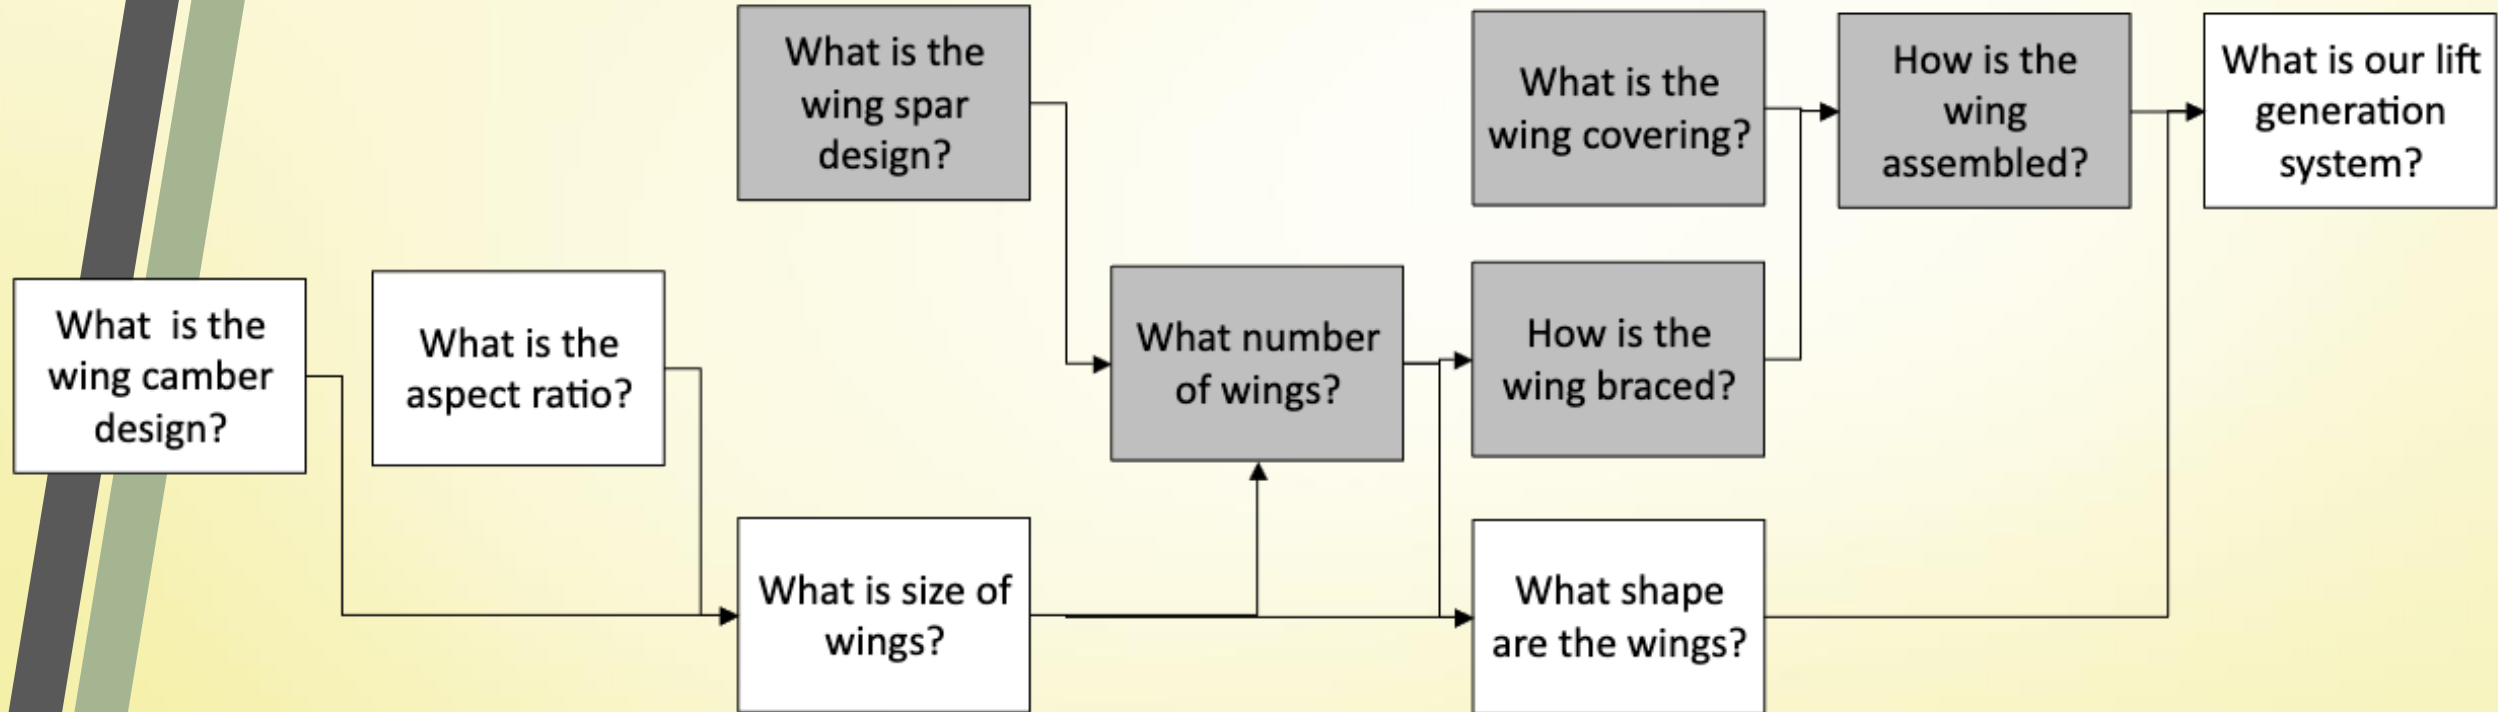 What is the
wing spar
design?
What is the
wing covering?
How is the
wing
assembled?
What is our lift
generation
system?
What  is the
wing camber
design?
What is the
aspect ratio?
What number
of wings?
How is the
wing braced?
What is size of
wings?
What shape
are the wings?